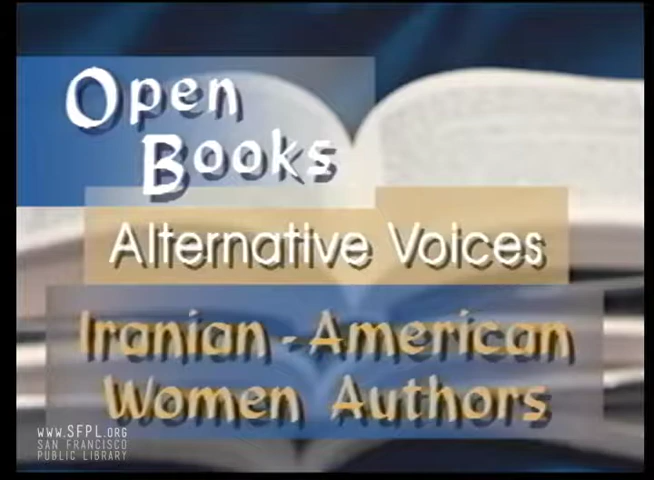 Open
Books
Alternative Voices
Iranian - American
Women Authors
WWW.SFPL.ORG
SAN FRANCISCO
PUBLIC LIBRARY